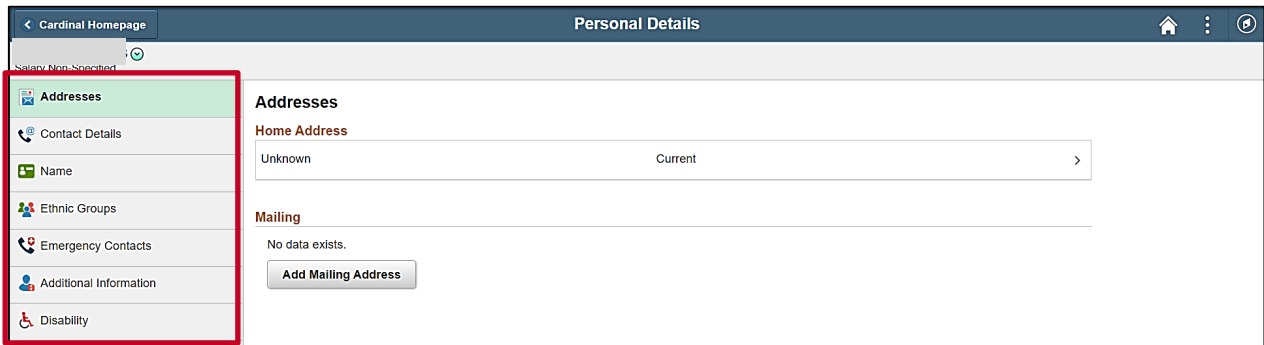 Cardinal Homepage
Personal Details
Salary Non-Specified
Addresses
Contact Details
Name
Ethnic Groups
Emergency Contacts
Additional Information
Disability
Addresses
Home Address
Unknown Current
Mailing
No data exists.
Add Mailing Address